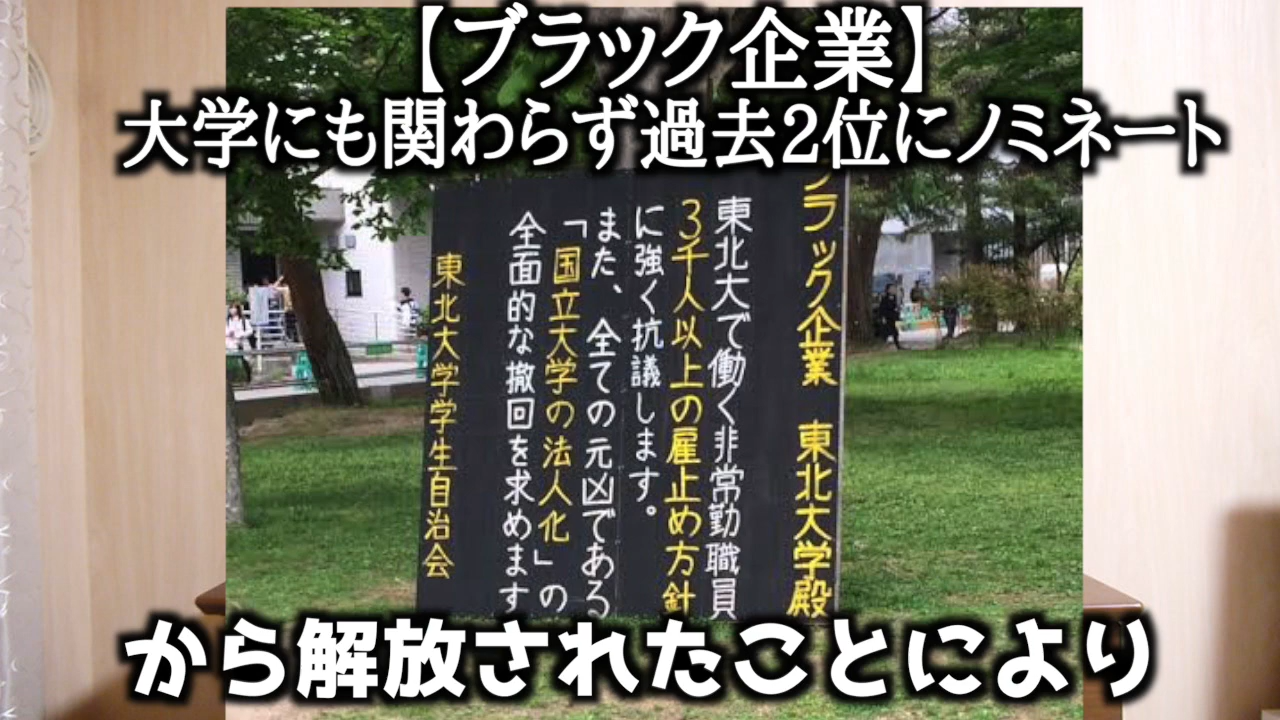 【ブラック企業】
大学にも関わらず過去2位にノミネート
ブラック企業 東北大学殿
東北大で働く非常勤職員
3千人以上の雇止め方針
に強く抗議します。
また、全ての元凶である
「国立大学の法人化」の
全面的な撤回を求めます
東北大学学生自治会
から解放されたことにより